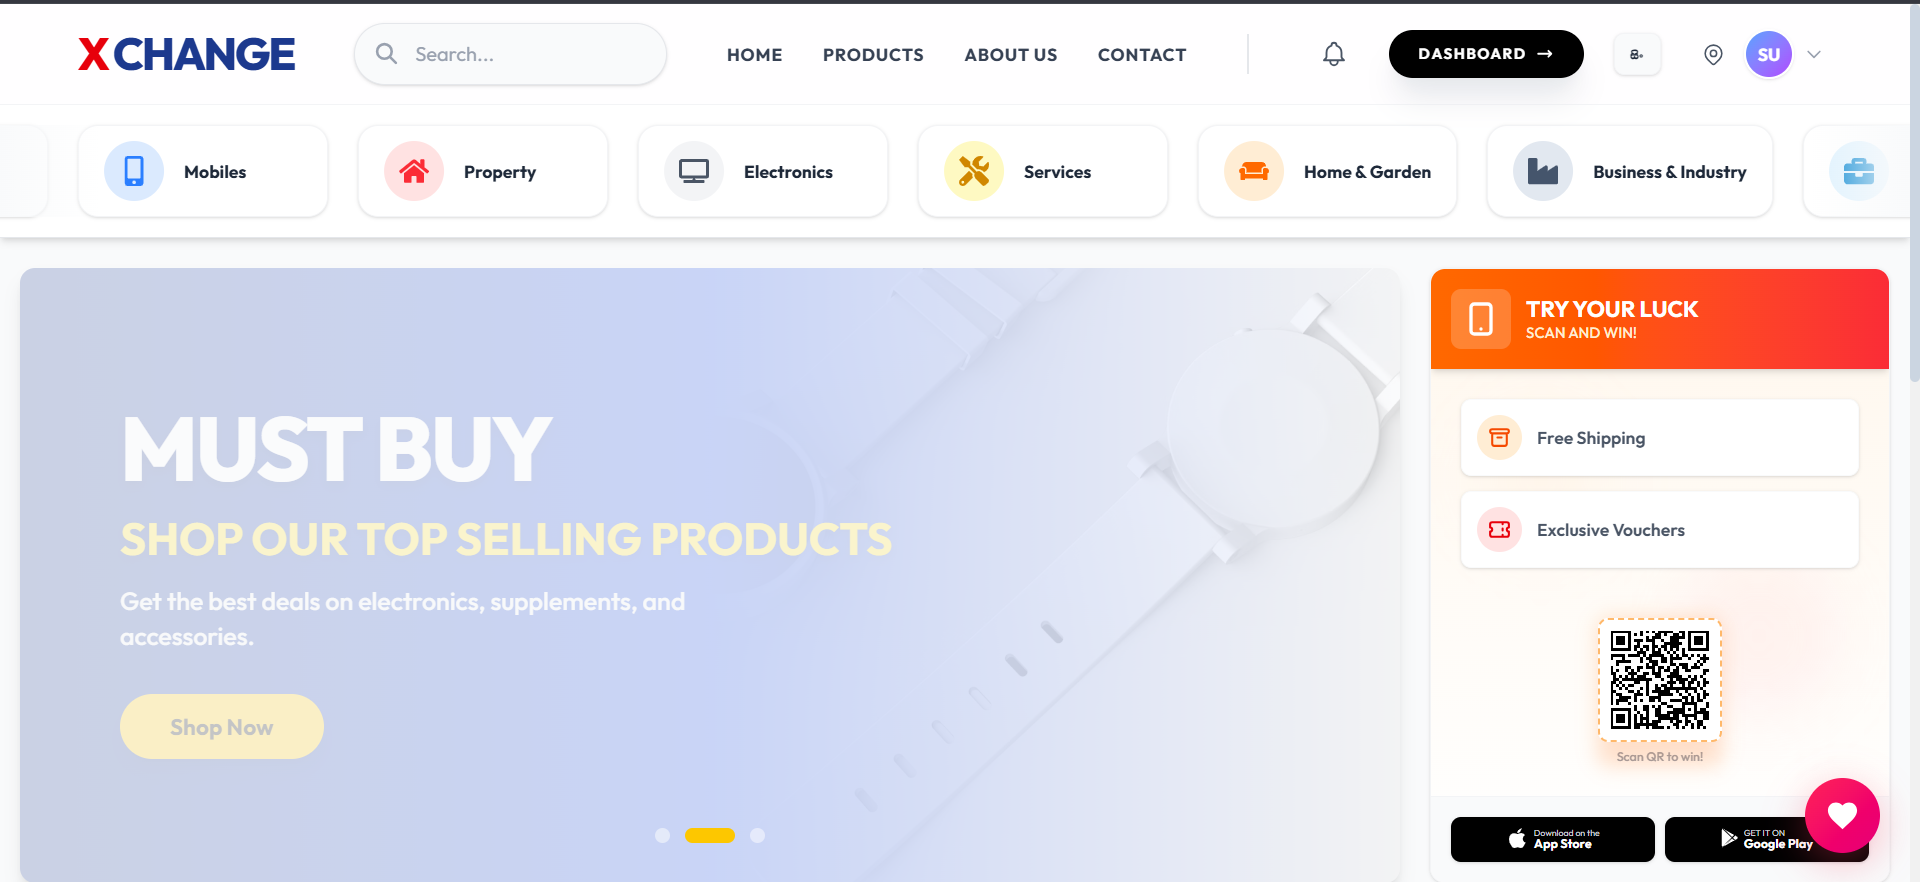 XCHANGE
Search...
HOME
PRODUCTS
ABOUT US
CONTACT
DASHBOARD →
SU
Mobiles
Property
Electronics
Services
Home & Garden
Business & Industry
MUST BUY
SHOP OUR TOP SELLING PRODUCTS
Get the best deals on electronics, supplements, and
accessories.
Shop Now
TRY YOUR LUCK
SCAN AND WIN!
Free Shipping
Exclusive Vouchers
Scan QR to win!
Download on the
App Store
GET IT ON
Google Play